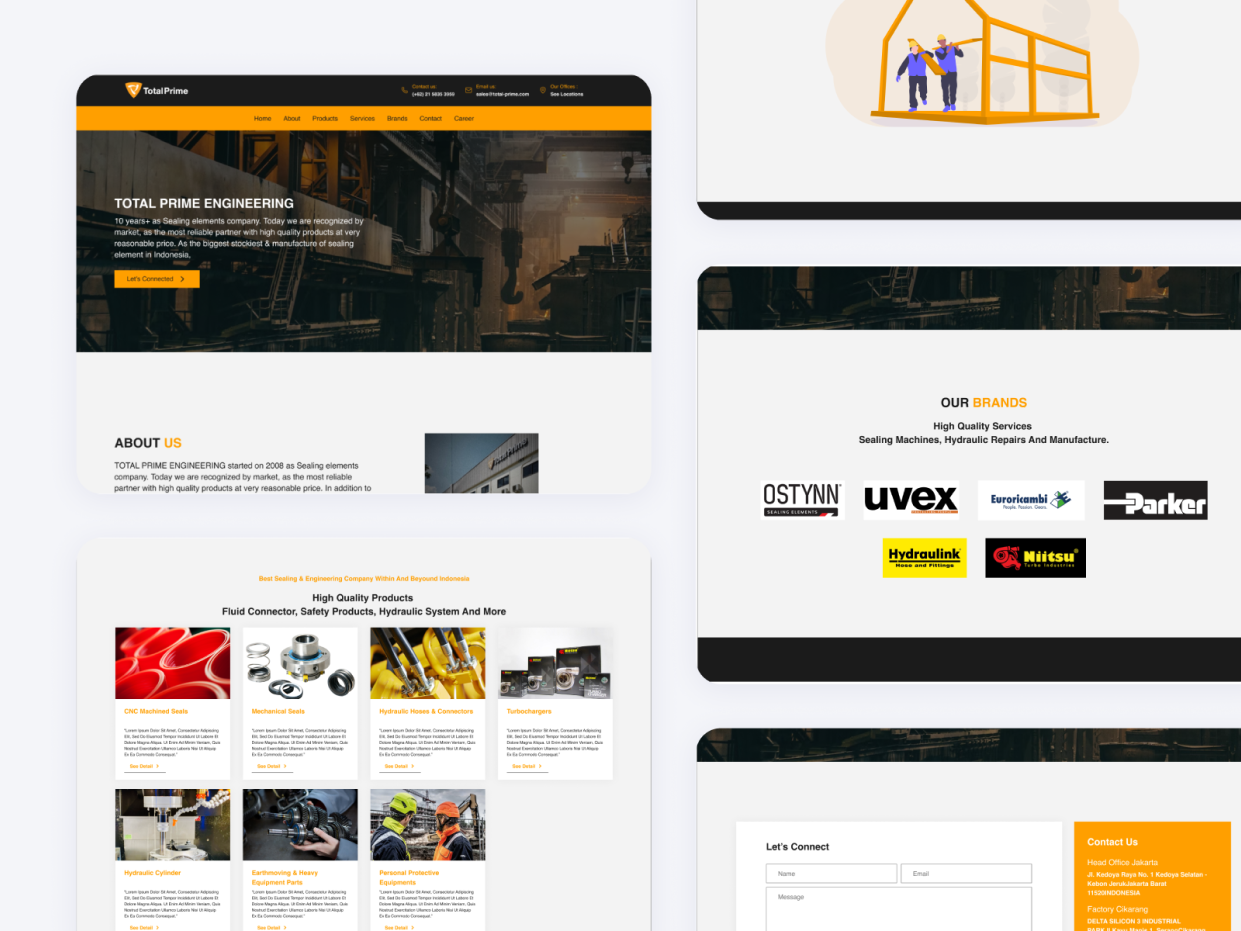 TotalPrime
Contact us
(+62) 21 5835 3993
Email us
sales@total-prime.com
Our Offices :
See Locations
Home About Products Services Brands Contact Career
TOTAL PRIME ENGINEERING
10 years+ as Sealing elements company. Today we are recognized by
market, as the most reliable partner with high quality products at very
reasonable price. As the biggest stockiest & manufacture of sealing
element in Indonesia.
Let's Connected
ABOUT US
TOTAL PRIME ENGINEERING started on 2008 as Sealing elements
company. Today we are recognized by market, as the most reliable
partner with high quality products at very reasonable price. In addition to
Best Sealing & Engineering Company Within And Beyound Indonesia
High Quality Products
Fluid Connector, Safety Products, Hydraulic System And More
CNC Machined Seals
"Lorem Ipsum Dolor Sit Amet, Consectetur Adipiscing
Elit, Sed Do Eiusmod Tempor Incididunt Ut Labore Et
Dolore Magna Aliqua. Ut Enim Ad Minim Veniam, Quis
Nostrud Exercitation Ullamco Laboris Nisi Ut Aliquip
Ex Ea Commodo Consequat."
See Detail
Mechanical Seals
"Lorem Ipsum Dolor Sit Amet, Consectetur Adipiscing
Elit, Sed Do Eiusmod Tempor Incididunt Ut Labore Et
Dolore Magna Aliqua. Ut Enim Ad Minim Veniam, Quis
Nostrud Exercitation Ullamco Laboris Nisi Ut Aliquip
Ex Ea Commodo Consequat."
See Detail
Hydraulic Hoses & Connectors
"Lorem Ipsum Dolor Sit Amet, Consectetur Adipiscing
Elit, Sed Do Eiusmod Tempor Incididunt Ut Labore Et
Dolore Magna Aliqua. Ut Enim Ad Minim Veniam, Quis
Nostrud Exercitation Ullamco Laboris Nisi Ut Aliquip
Ex Ea Commodo Consequat."
See Detail
Turbochargers
"Lorem Ipsum Dolor Sit Amet, Consectetur Adipiscing
Elit, Sed Do Eiusmod Tempor Incididunt Ut Labore Et
Dolore Magna Aliqua. Ut Enim Ad Minim Veniam, Quis
Nostrud Exercitation Ullamco Laboris Nisi Ut Aliquip
Ex Ea Commodo Consequat."
See Detail
Hydraulic Cylinder
"Lorem Ipsum Dolor Sit Amet, Consectetur Adipiscing
Elit, Sed Do Eiusmod Tempor Incididunt Ut Labore Et
Dolore Magna Aliqua. Ut Enim Ad Minim Veniam, Quis
Nostrud Exercitation Ullamco Laboris Nisi Ut Aliquip
Ex Ea Commodo Consequat."
See Detail
Earthmoving & Heavy
Equipment Parts
"Lorem Ipsum Dolor Sit Amet, Consectetur Adipiscing
Elit, Sed Do Eiusmod Tempor Incididunt Ut Labore Et
Dolore Magna Aliqua. Ut Enim Ad Minim Veniam, Quis
Nostrud Exercitation Ullamco Laboris Nisi Ut Aliquip
Ex Ea Commodo Consequat."
See Detail
Personal Protective
Equipments
"Lorem Ipsum Dolor Sit Amet, Consectetur Adipiscing
Elit, Sed Do Eiusmod Tempor Incididunt Ut Labore Et
Dolore Magna Aliqua. Ut Enim Ad Minim Veniam, Quis
Nostrud Exercitation Ullamco Laboris Nisi Ut Aliquip
Ex Ea Commodo Consequat."
See Detail
OUR BRANDS
High Quality Services
Sealing Machines, Hydraulic Repairs And Manufacture.
OSTYNN
SEALING ELEMENTS
uvex
Euroricambi
People. Passion. Gears.
Parker
Hydraulink
Hose and Fittings
Niitsu
Turbo Industries
Let's Connect
Name
Email
Message
Contact Us
Head Office Jakarta
Jl. Kedoya Raya No. 1 Kedoya Selatan -
Kebon JerukJakarta Barat
11520INDONESIA
Factory Cikarang
DELTA SILICON 3 INDUSTRIAL